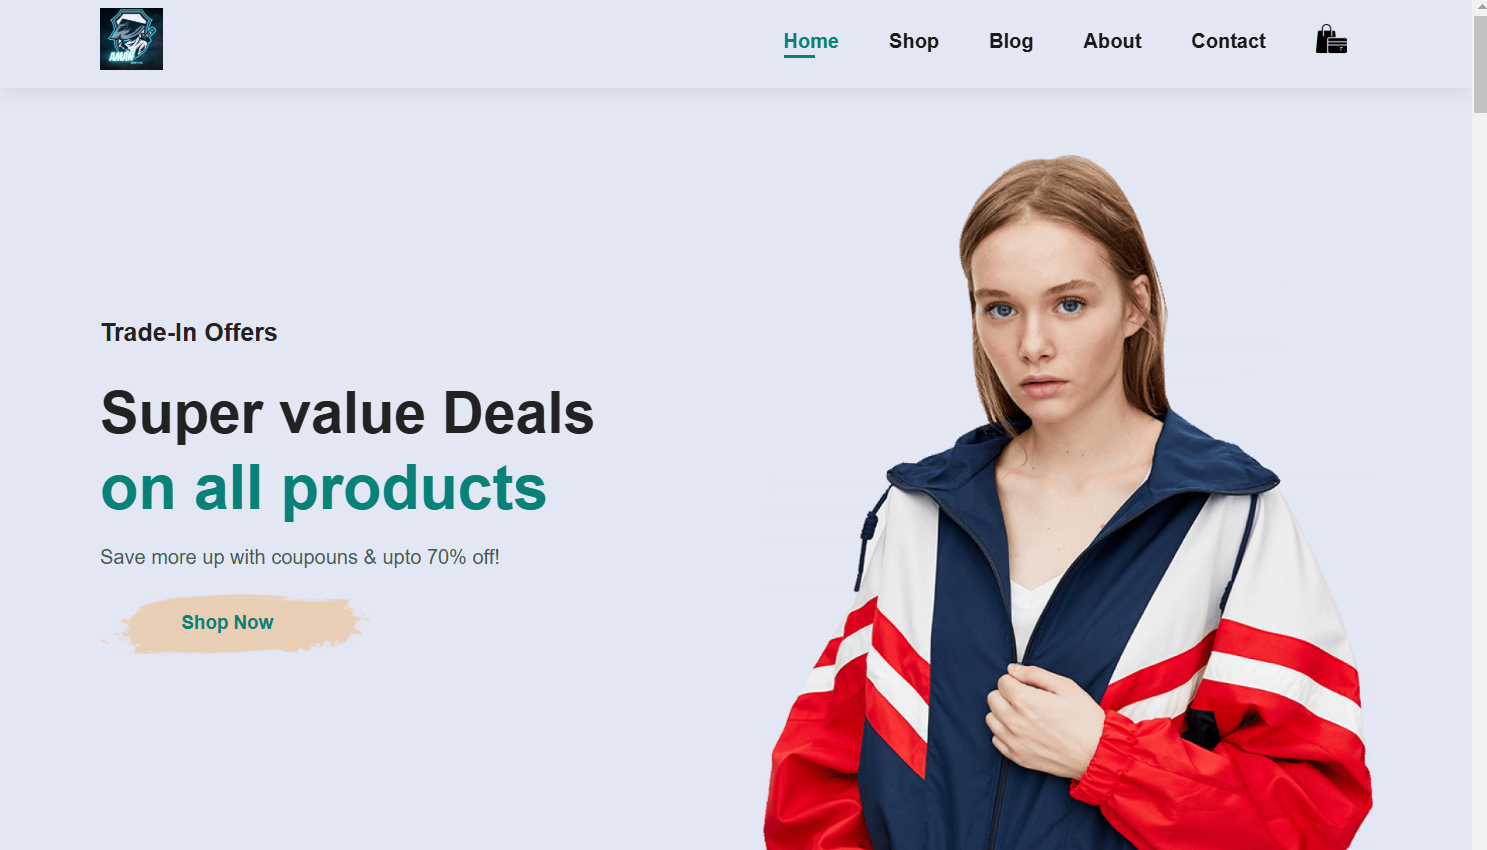 AMAN
Home Shop Blog About Contact
Trade-In Offers
Super value Deals
on all products
Save more up with coupouns & upto 70% off!
Shop Now